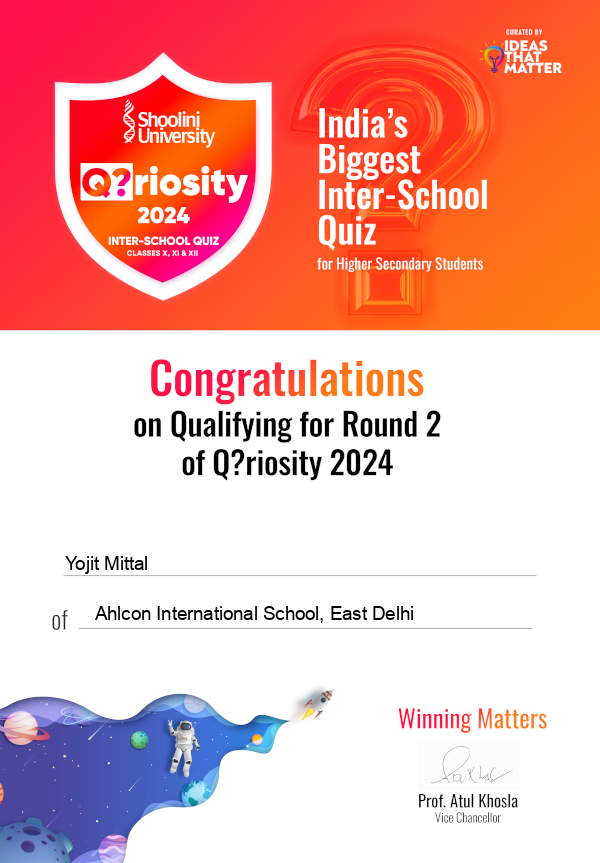 CURATED BY
IDEAS
THAT
MATTER
Shoolini
University
Q?riosity
2024
INTER-SCHOOL QUIZ
CLASSES X, XI & XII
India's
Biggest
Inter-School
Quiz
for Higher Secondary Students
Congratulations
on Qualifying for Round 2
of Q?riosity 2024
Yojit Mittal
of Ahlcon International School, East Delhi
Winning Matters
Prof. Atul Khosla
Vice Chancellor